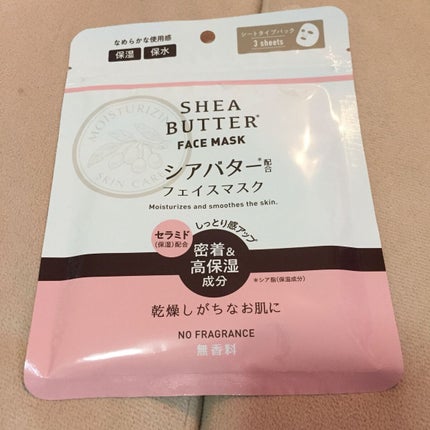 なめらかな使用感
保湿 保水
シートタイプパック
3 sheets
MOISTURIZING
SKIN CARE
SHEA
BUTTER*
FACE MASK
シアバター*配合
フェイスマスク
Moisturizes and smoothes the skin.
セラミド
(保湿)配合
しっとり感アップ
密着&
高保湿
成分
*シア脂(保湿成分)
乾燥しがちなお肌に
NO FRAGRANCE
無香料